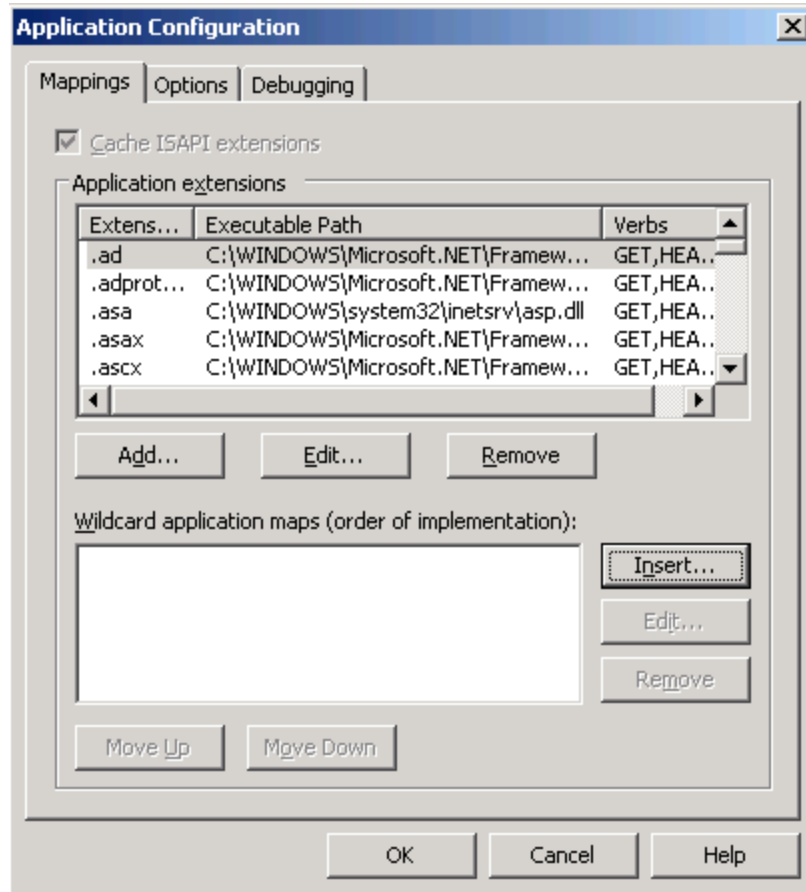 Application Configuration
Mappings Options Debugging
Cache ISAPI extensions
Application extensions
Extens... Executable Path Verbs
.ad C:\WINDOWS\Microsoft.NET\Framew... GET,HEA...
.adprot... C:\WINDOWS\Microsoft.NET\Framew... GET,HEA...
.asa C:\WINDOWS\system32\inetsrv\asp.dll GET,HEA...
.asax C:\WINDOWS\Microsoft.NET\Framew... GET,HEA...
.ascx C:\WINDOWS\Microsoft.NET\Framew... GET,HEA...
Add... Edit... Remove
Wildcard application maps (order of implementation):
Insert...
Edit...
Remove
Move Up Move Down
OK Cancel Help